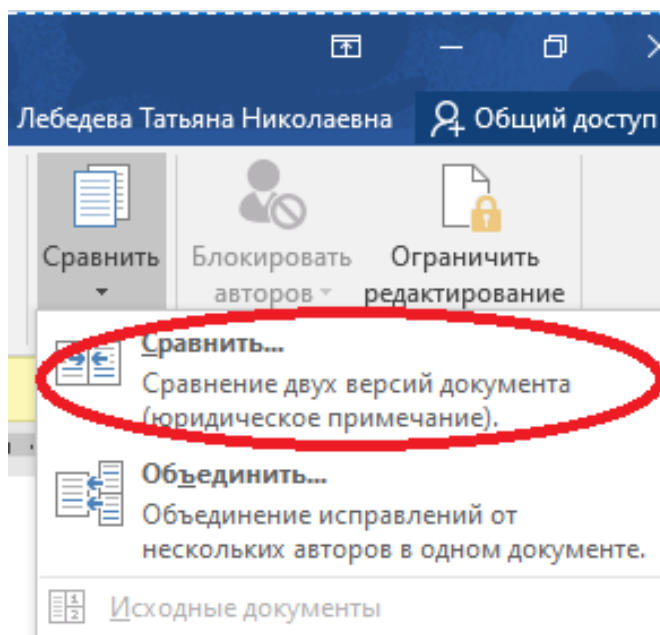 Лебедева Татьяна Николаевна
Общий доступ
Сравнить
Блокировать
авторов
Ограничить
редактирование
Сравнить...
Сравнение двух версий документа
(юридическое примечание).
Объединить...
Объединение исправлений от
нескольких авторов в одном документе.
Исходные документы